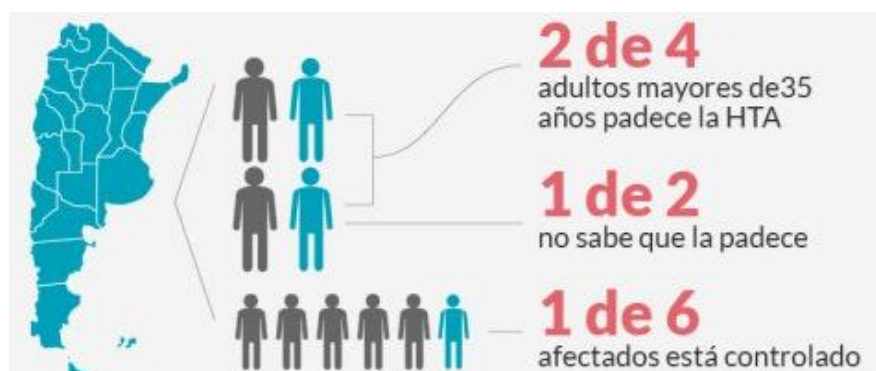 2 de 4
adultos mayores de35
años padece la HTA
1 de 2
no sabe que la padece
1 de 6
afectados está controlado